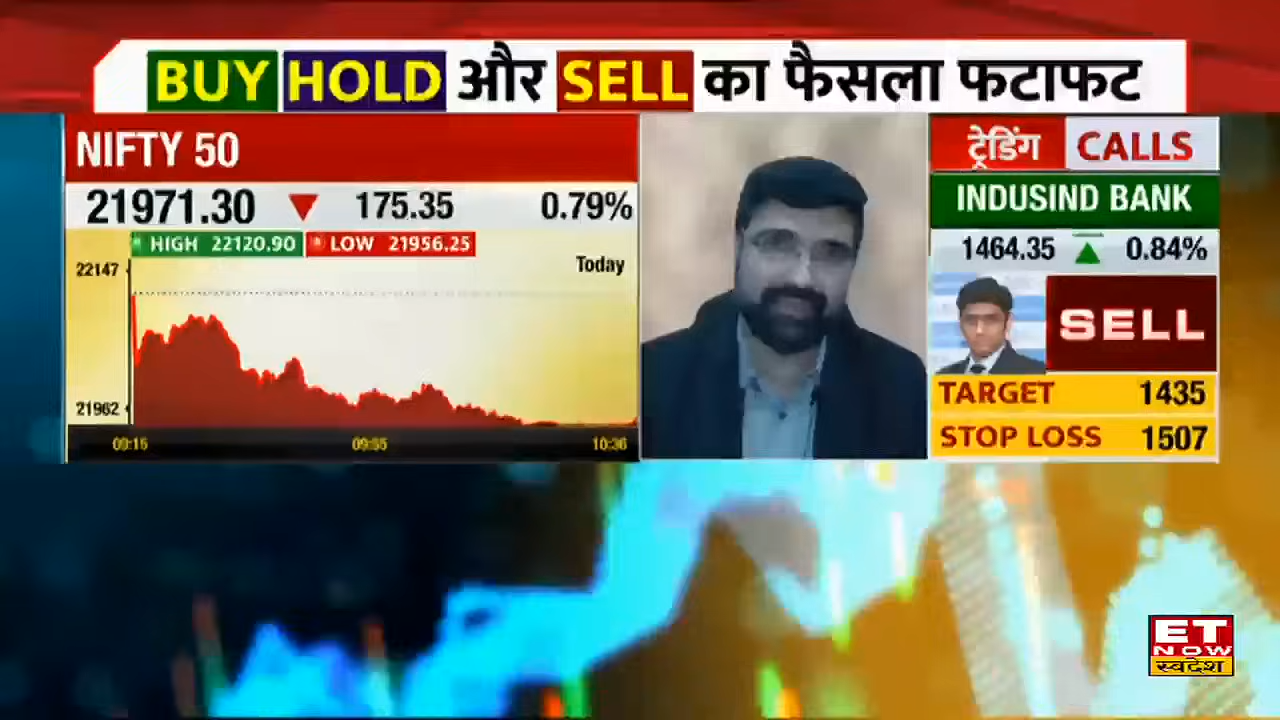 BUY HOLD और SELL का फैसला फटाफट
NIFTY 50
21971.30 ▼ 175.35 0.79%
HIGH 22120.90 LOW 21956.25
Today
22147
21962
09:15 09:55 10:36
ट्रेडिंग CALLS
INDUSIND BANK
1464.35 ▲ 0.84%
SELL
TARGET 1435
STOP LOSS 1507
ET
NOW
स्वदेश